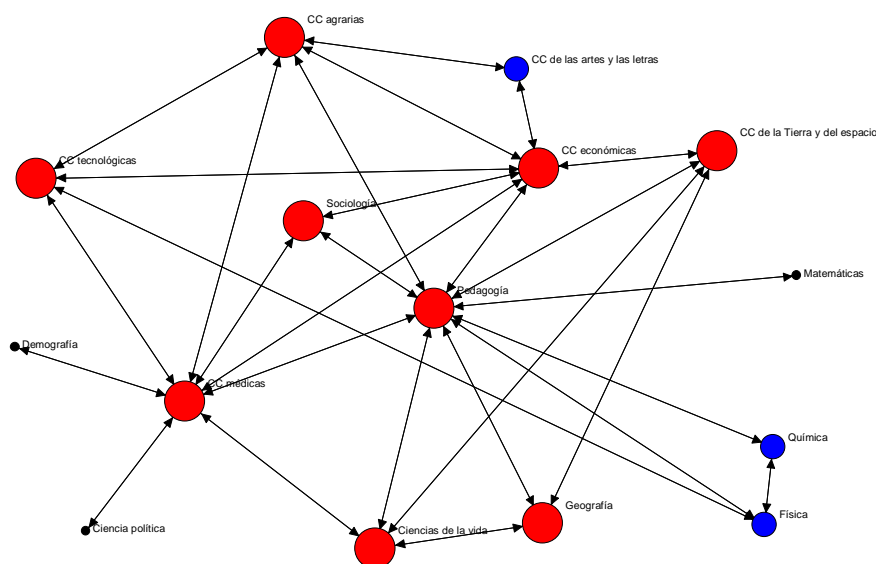 CC agrarias
CC de las artes y las letras
CC de la Tierra y del espacio
CC económicas
CC tecnológicas
Sociología
Matemáticas
Pedagogía
Demografía
CC médicas
Química
Geografía
Física
Ciencia política
Ciencias de la vida